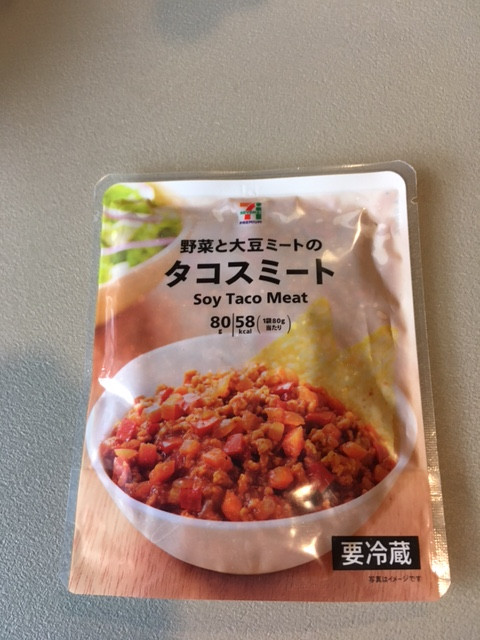 野菜と大豆ミートの
タコスミート
Soy Taco Meat
80g 58kcal (1袋80g当たり)
要冷蔵
写真はイメージです